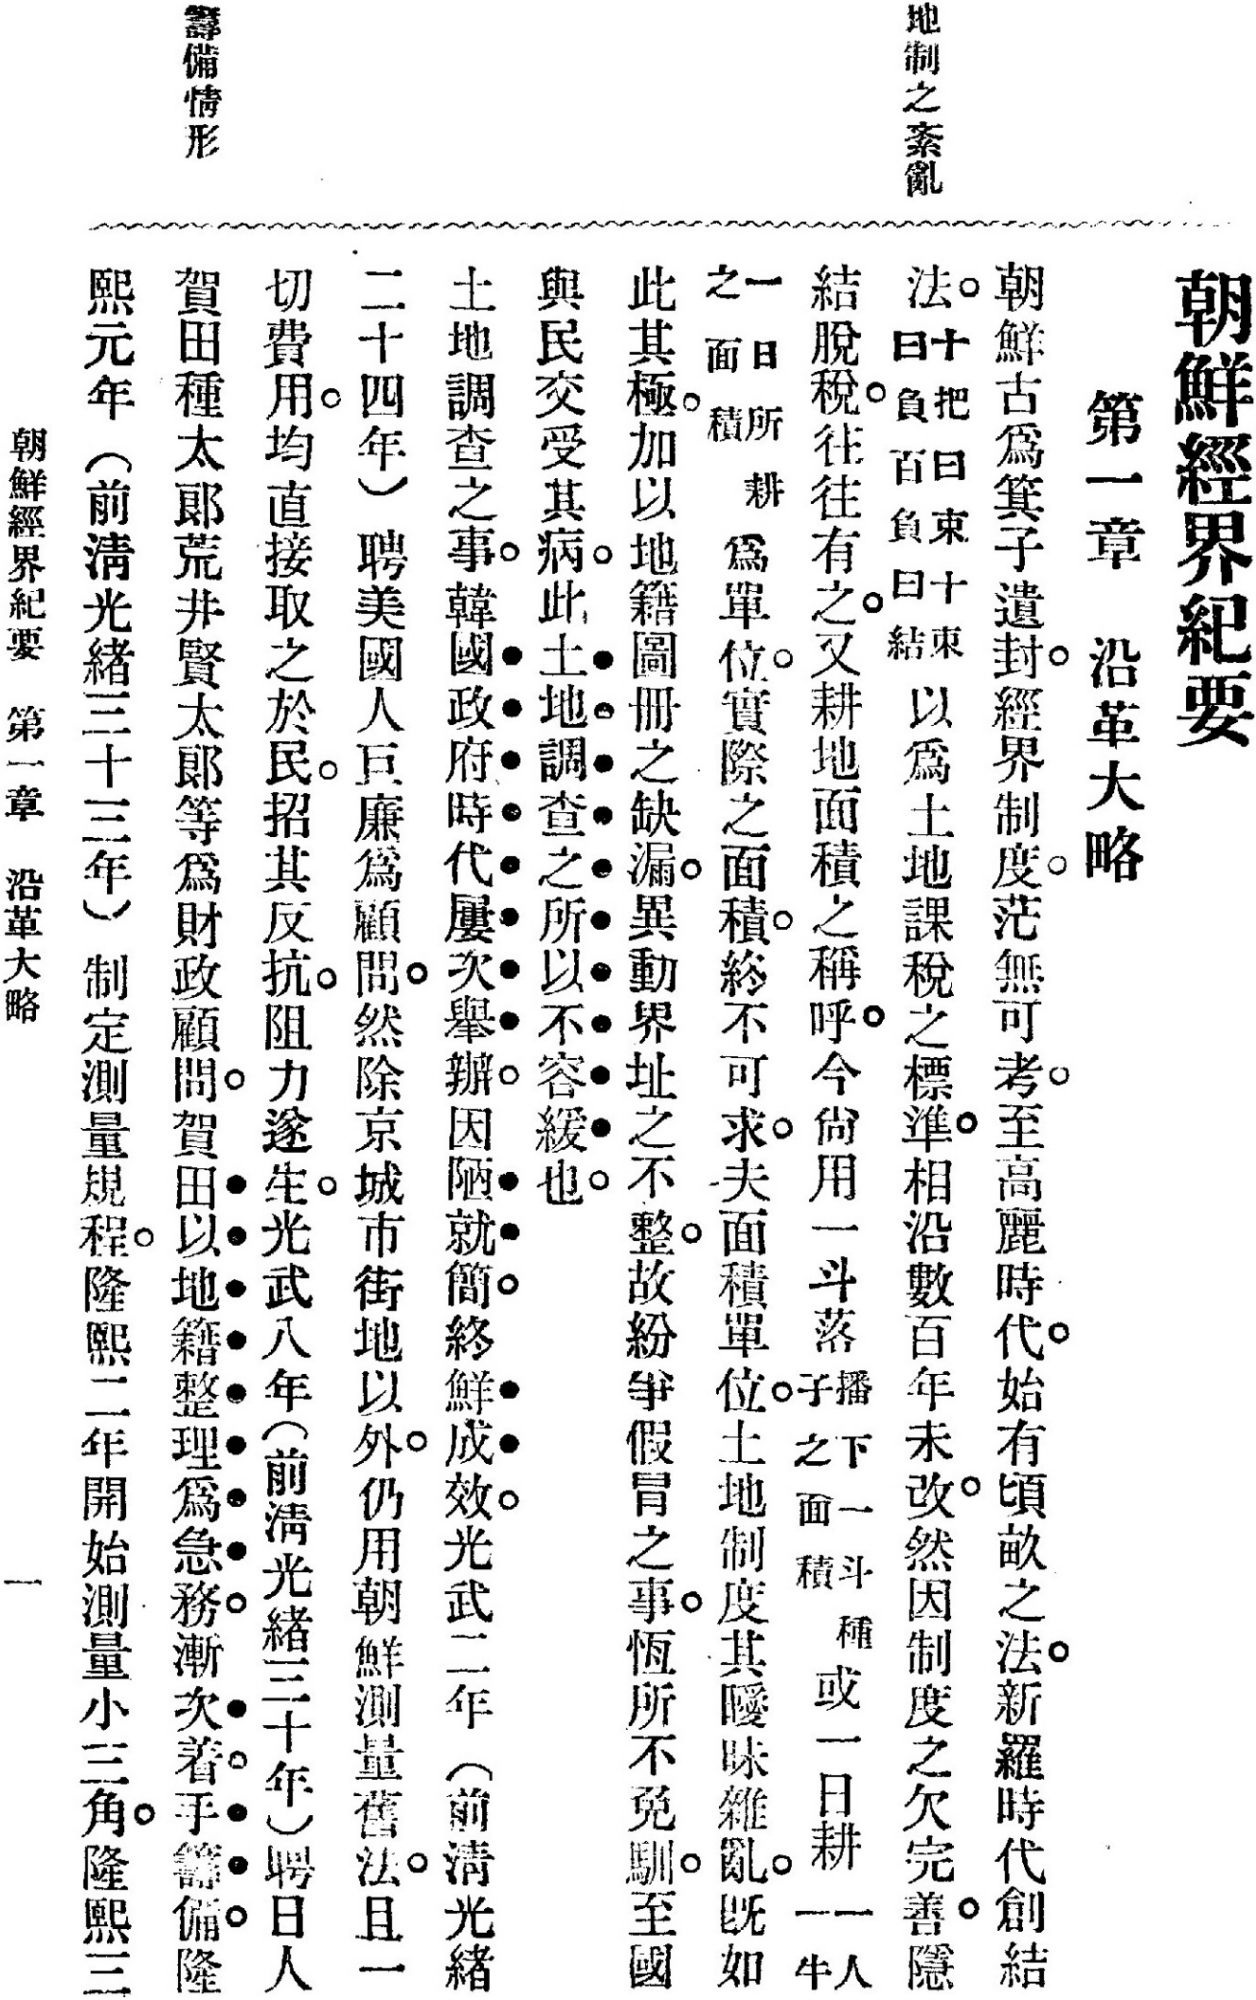 朝鮮經界紀要
第一章　沿革大略
地制之紊亂
朝鮮古爲箕子遺封。經界制度。茫無可考。至高麗時代。始有頃畝之法。新羅時代創結
法。十把曰束十束曰負百負曰結以爲土地課稅之標準。相沿數百年未改。然因制度之欠完善。隱
結脫稅。往往有之。又耕地面積之稱呼。今尙用一斗落播下一斗種子之面積或一日耕一人一牛
一日所耕之面積爲單位。實際之面積。終不可求。夫面積單位。土地制度其曖昧雜亂。旣如
此其極。加以地籍圖冊之缺漏。異動界址之不整。故紛爭假冒之事。恆所不免。馴至國
與民交受其病。此土地調查之所以不容緩也。
土地調查之事。韓國政府時代屢次舉辦。因陋就簡。終鮮成效。光武二年（前淸光緖
二十四年）聘美國人巨廉爲顧問。然除京城市街地以外。仍用朝鮮測量舊法。且一
切費用。均直接取之於民。招其反抗。阻力遂生。光武八年（前淸光緖三十年）聘日人
籌備情形
賀田種太郎荒井賢太郎等爲財政顧問。賀田以地籍整理爲急務。漸次着手籌備。隆
熙元年（前淸光緖三十三年）制定測量規程。隆熙二年開始測量小三角。隆熙三
朝鮮經界紀要　第一章　沿革大略　一